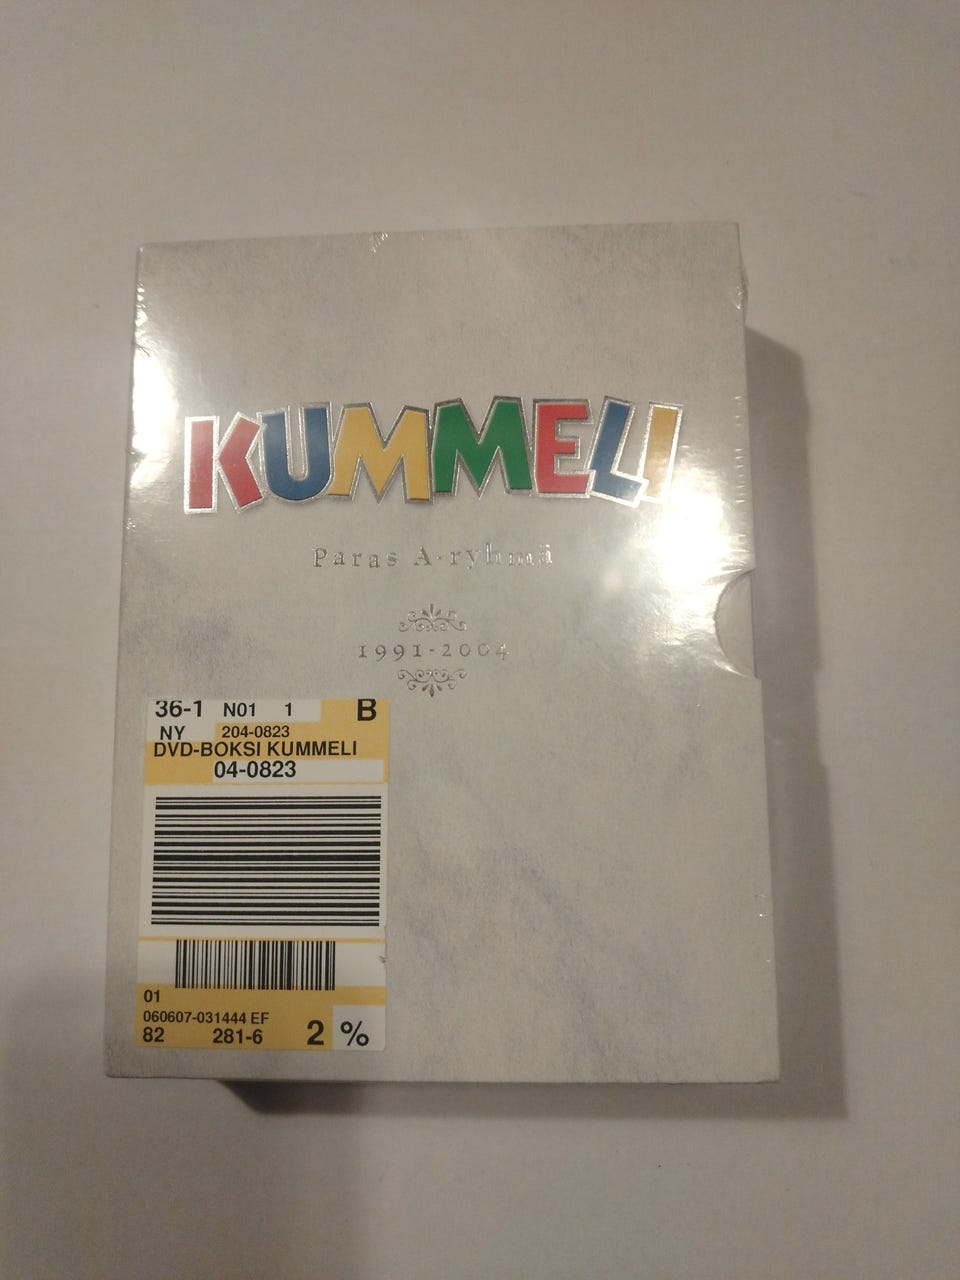 KUMMELI
Paras A-ryhmä
1991-2004
36-1 N01 1 B
NY 204-0823
DVD-BOKSI KUMMELI
04-0823
01
060607-031444 EF
82 281-6 2 %